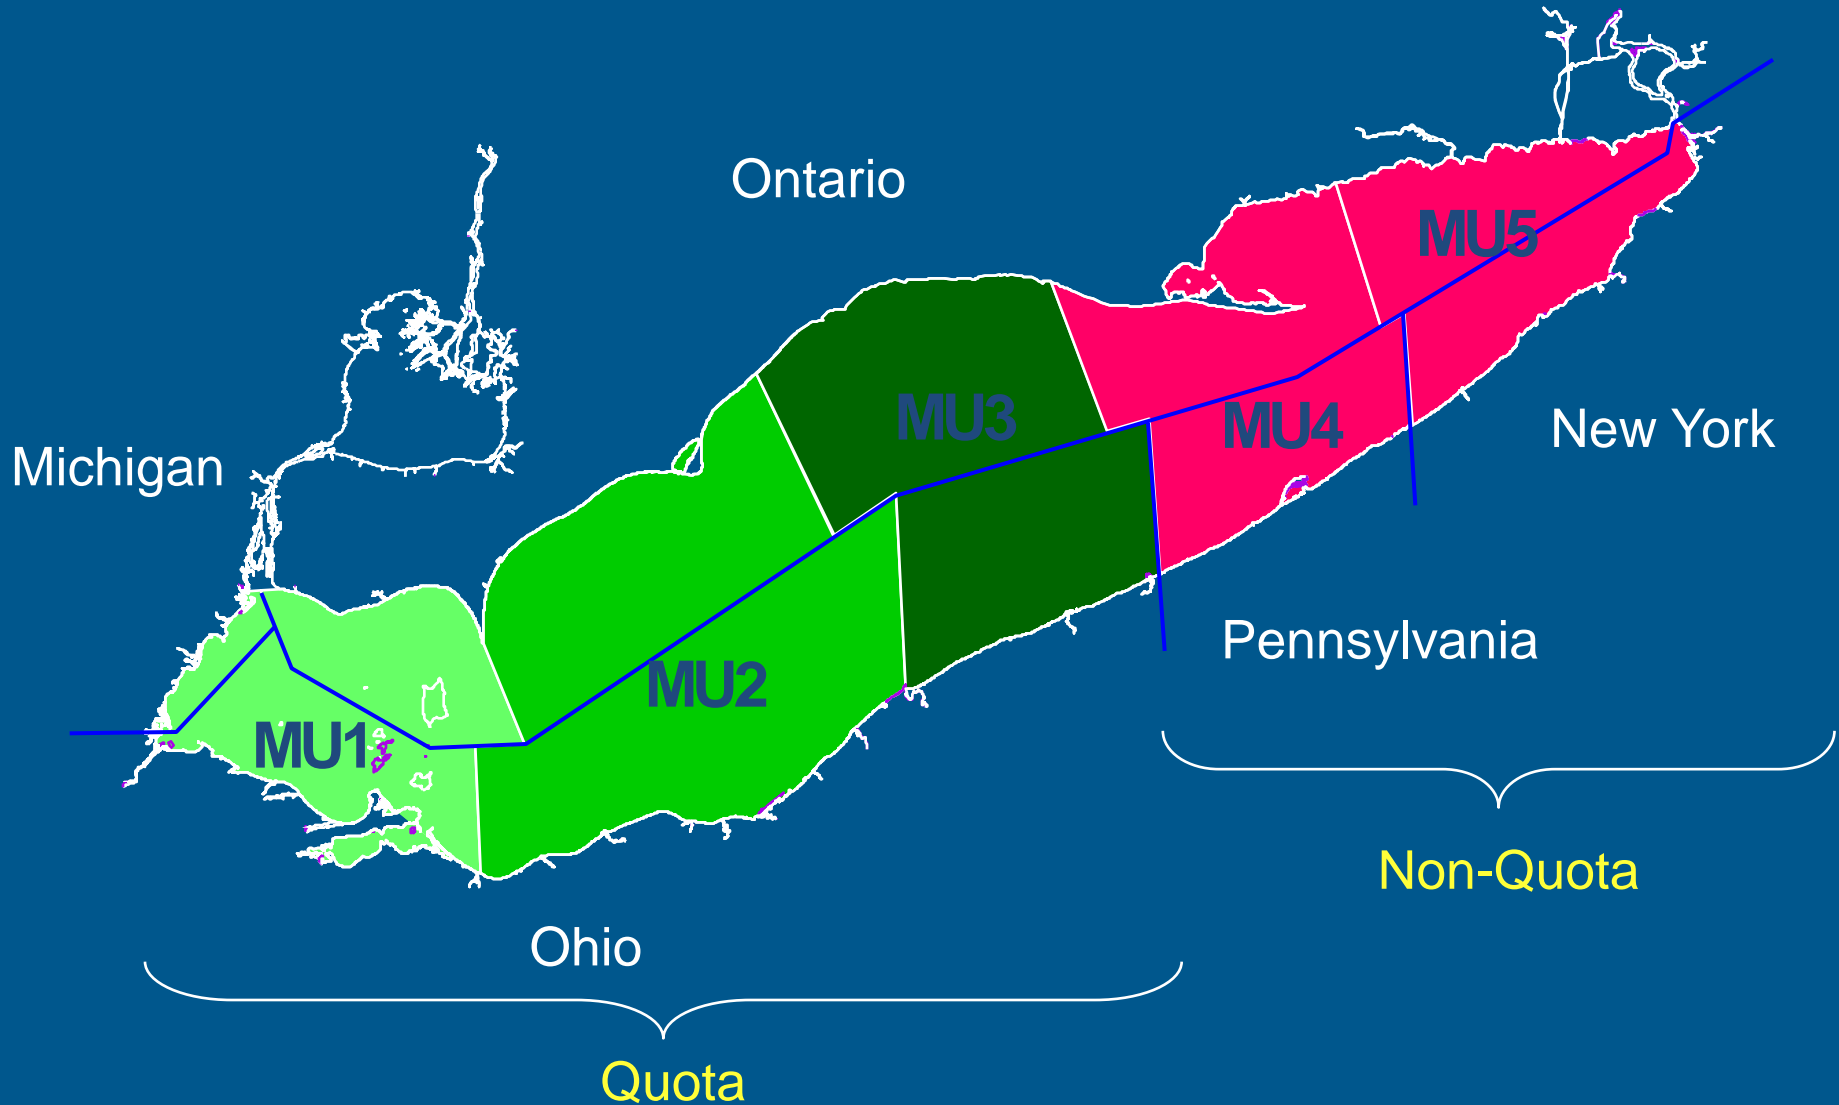 Ontario
MU5
MU3
MU4
New York
Michigan
Pennsylvania
MU2
MU1
Non-Quota
Ohio
Quota